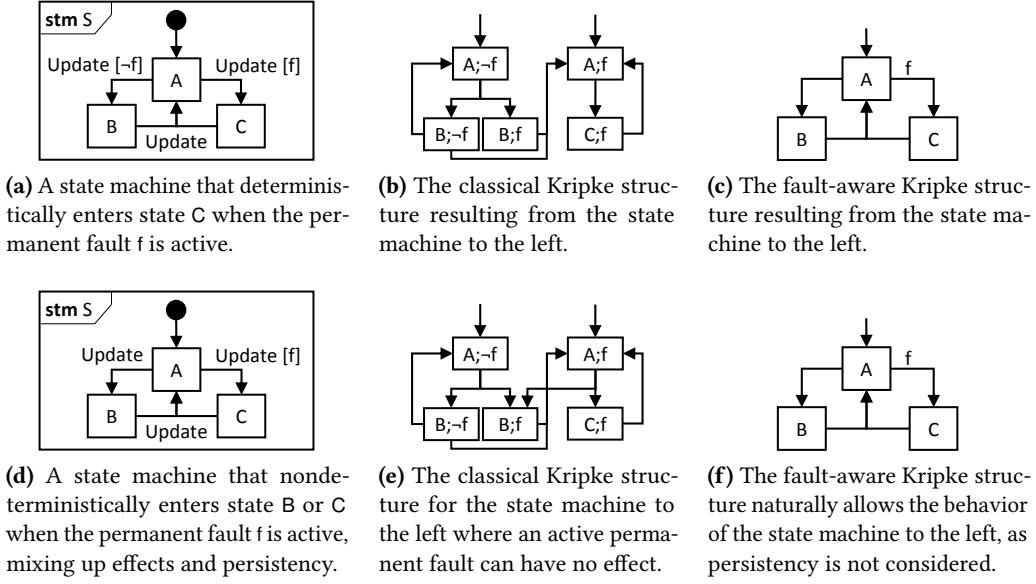 stm S
Update [¬f]
A
Update [f]
B
C
Update
(a) A state machine that determinis-
tically enters state C when the per-
manent fault f is active.
A;¬f
A;f
B;¬f
B;f
C;f
(b) The classical Kripke struc-
ture resulting from the state
machine to the left.
f
A
B
C
(c) The fault-aware Kripke struc-
ture resulting from the state ma-
chine to the left.
stm S
Update
A
Update [f]
B
C
Update
(d) A state machine that nonde-
terministically enters state B or C
when the permanent fault f is active,
mixing up effects and persistency.
A;¬f
A;f
B;¬f
B;f
C;f
(e) The classical Kripke struc-
ture for the state machine to
the left where an active perma-
nent fault can have no effect.
f
A
B
C
(f) The fault-aware Kripke struc-
ture naturally allows the behavior
of the state machine to the left, as
persistency is not considered.